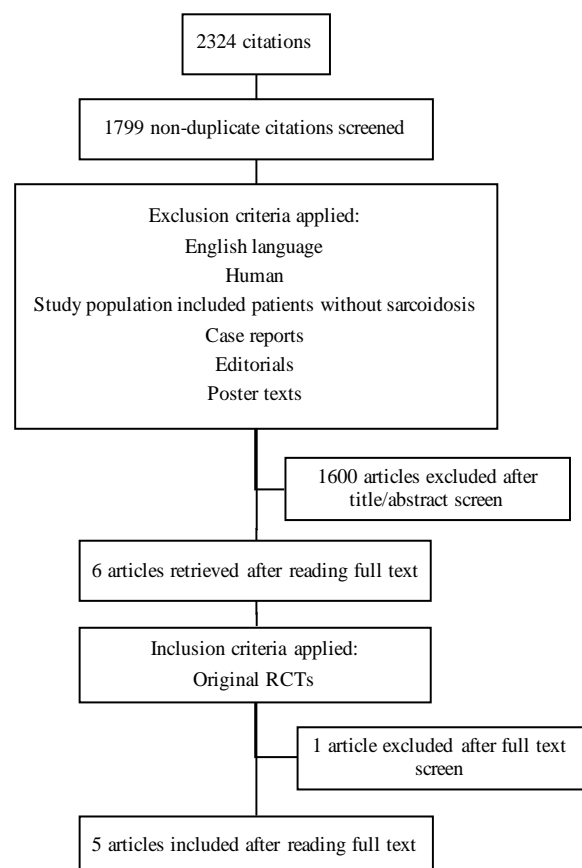 2324 citations
1799 non-duplicate citations screened
Exclusion criteria applied:
English language
Human
Study population included patients without sarcoidosis
Case reports
Editorials
Poster texts
1600 articles excluded after
title/abstract screen
6 articles retrieved after reading full text
Inclusion criteria applied:
Original RCTs
1 article excluded after full text
screen
5 articles included after reading full text